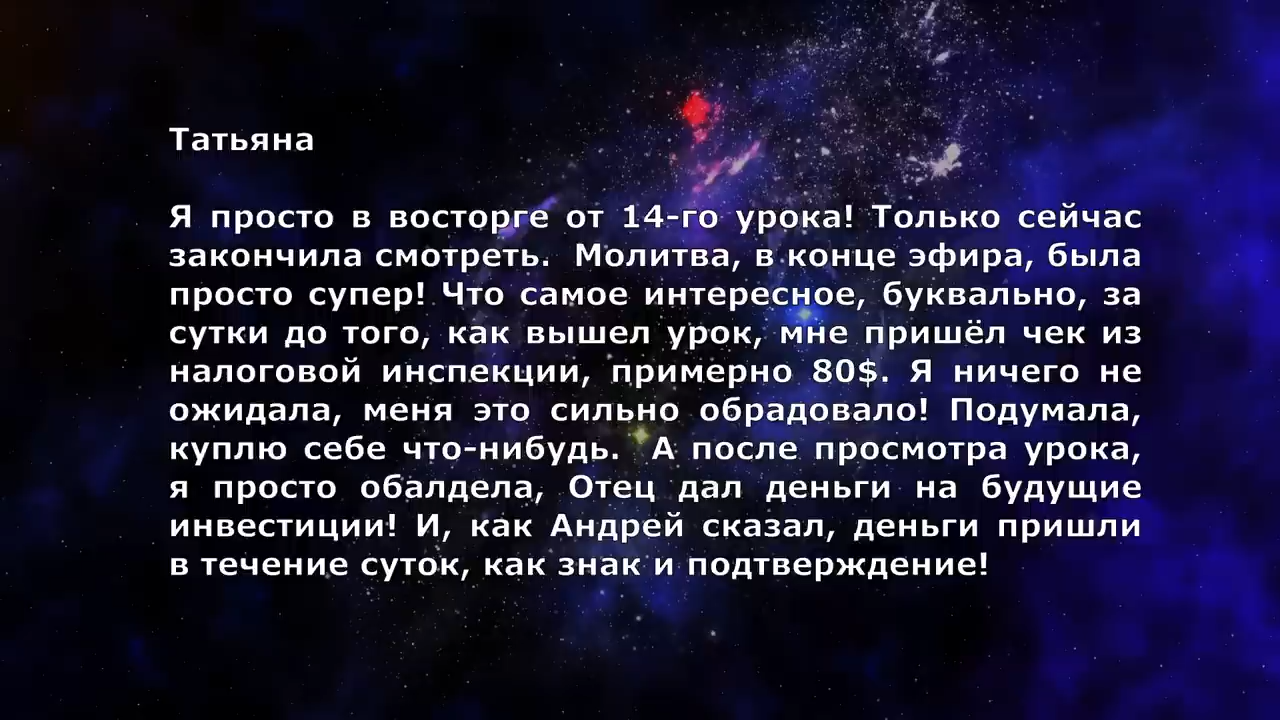 Татьяна
Я просто в восторге от 14-го урока! Только сейчас
закончила смотреть. Молитва, в конце эфира, была
просто супер! Что самое интересное, буквально, за
сутки до того, как вышел урок, мне пришёл чек из
налоговой инспекции, примерно 80$. Я ничего не
ожидала, меня это сильно обрадовало! Подумала,
куплю себе что-нибудь. А после просмотра урока,
я просто обалдела, Отец дал деньги на будущие
инвестиции! И, как Андрей сказал, деньги пришли
в течение суток, как знак и подтверждение!